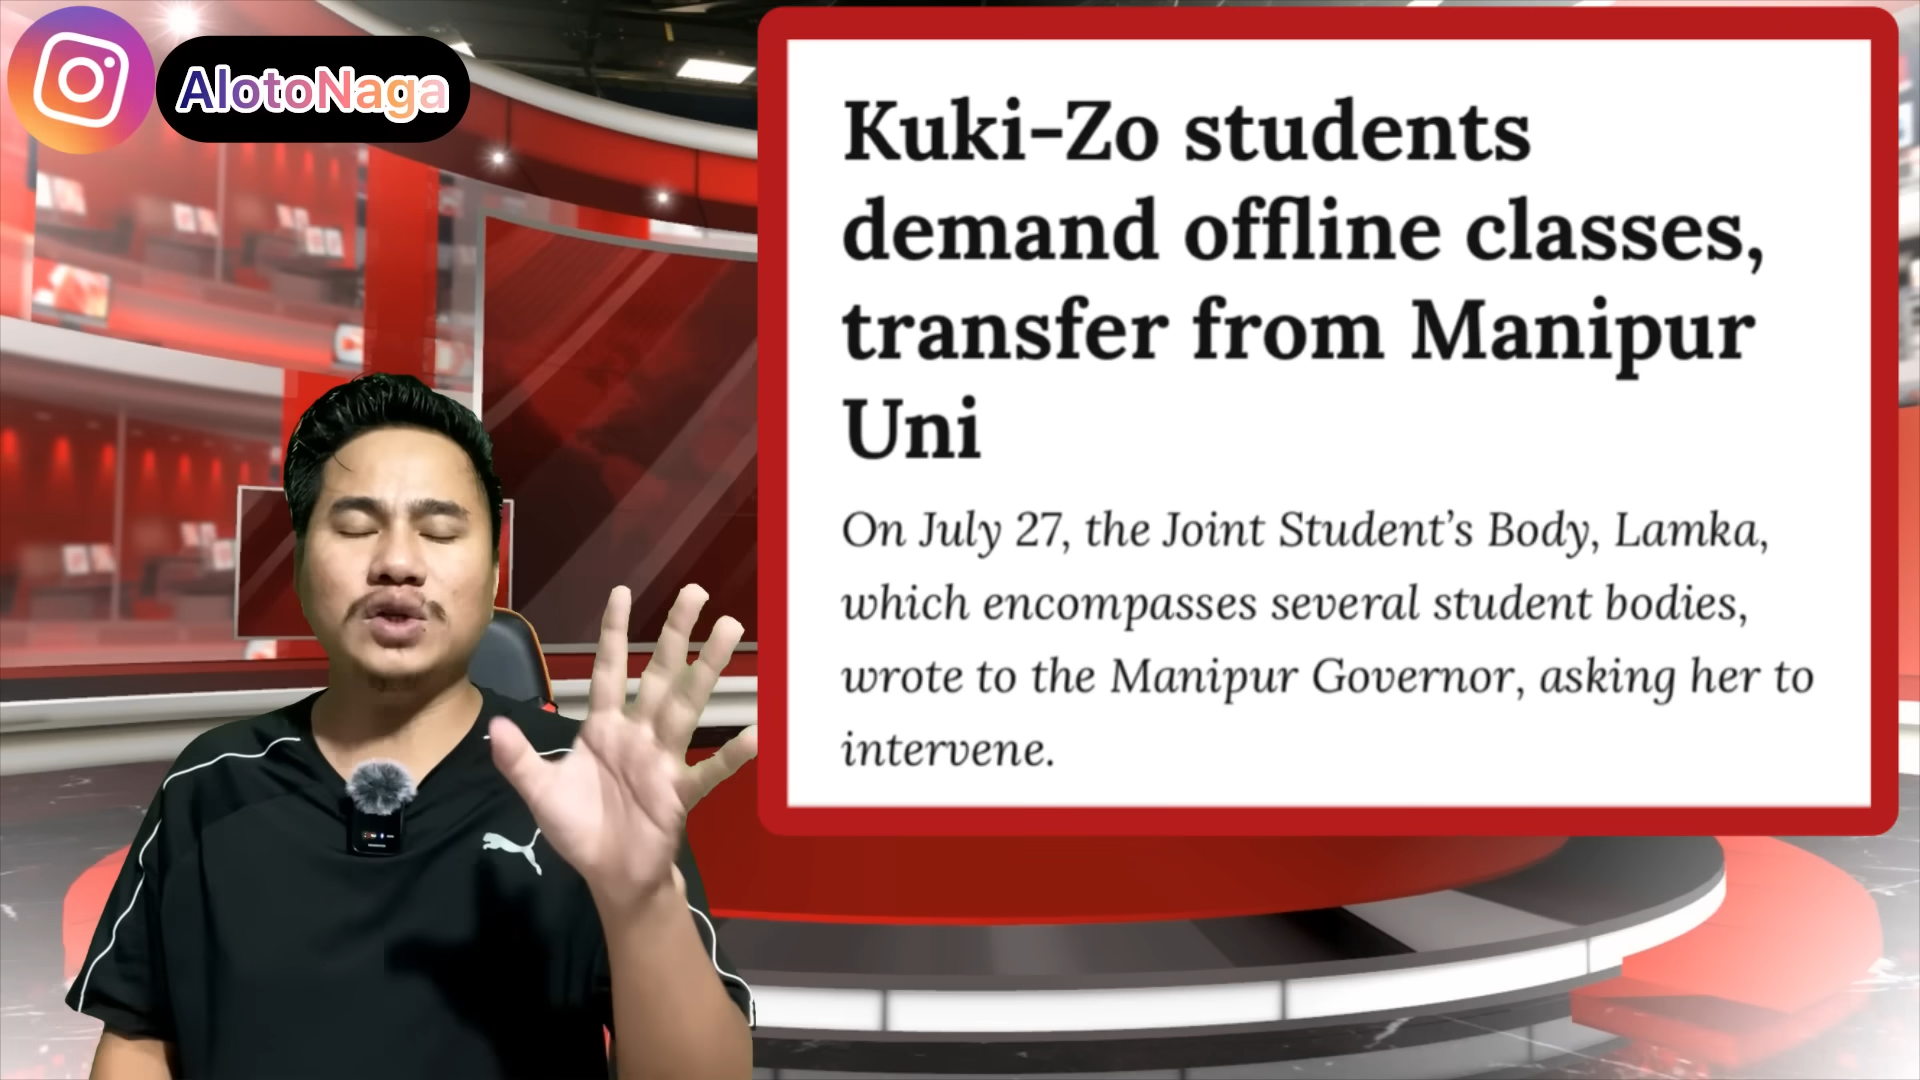 AlotoNaga
Kuki-Zo students
demand offline classes,
transfer from Manipur
Uni
On July 27, the Joint Student’s Body, Lamka,
which encompasses several student bodies,
wrote to the Manipur Governor, asking her to
intervene.